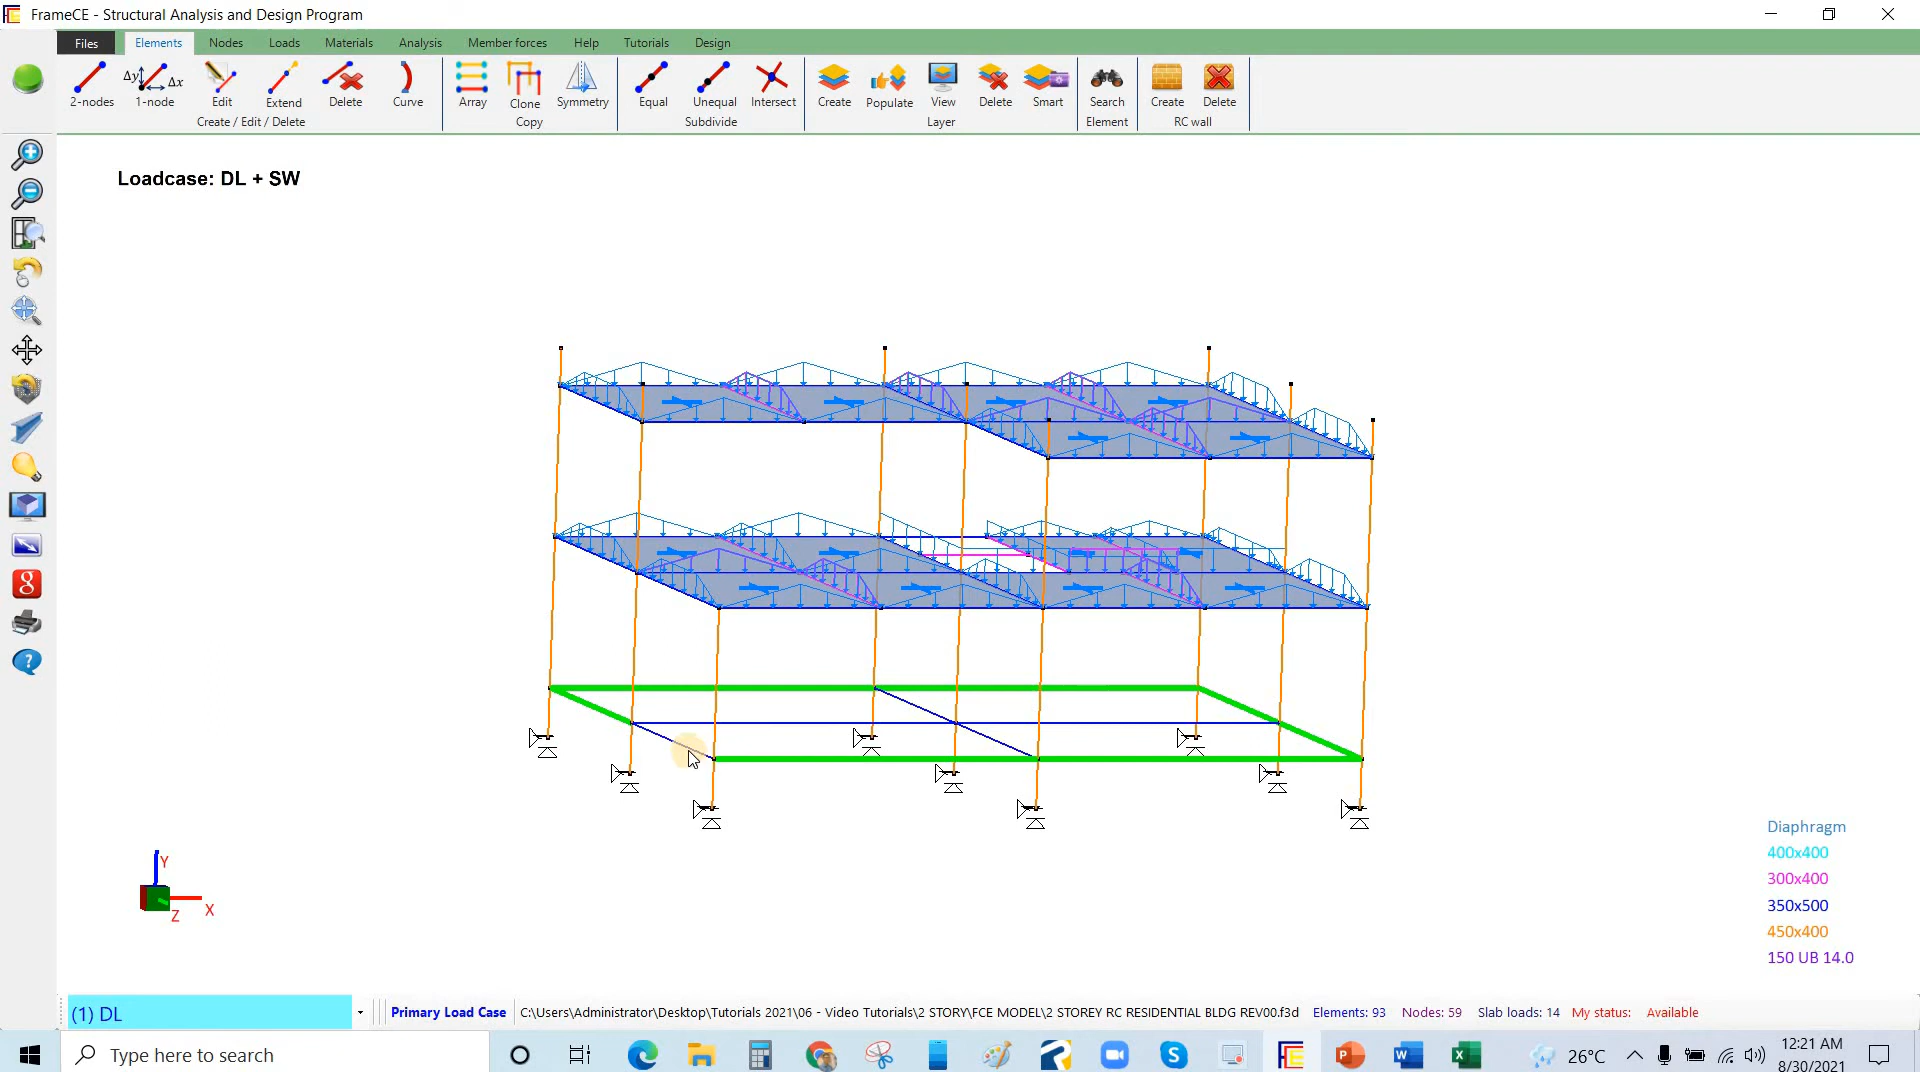 FrameCE - Structural Analysis and Design Program
Files Elements Nodes Loads Materials Analysis Member forces Help Tutorials Design
Δy Δx
2-nodes 1-node Edit Extend Delete Curve Array Clone Symmetry Equal Unequal Intersect Create Populate View Delete Smart Search Create Delete
Create / Edit / Delete Copy Subdivide Layer Element RC wall
Loadcase: DL + SW
8
?
Y
X
Z
Diaphragm
400x400
300x400
350x500
450x400
150 UB 14.0
(1) DL Primary Load Case C:\Users\Administrator\Desktop\Tutorials 2021\06 - Video Tutorials\2 STORY\FCE MODEL\2 STOREY RC RESIDENTIAL BLDG REV00.f3d Elements: 93 Nodes: 59 Slab loads: 14 My status: Available
Type here to search 26°C 12:21 AM
8/30/2021